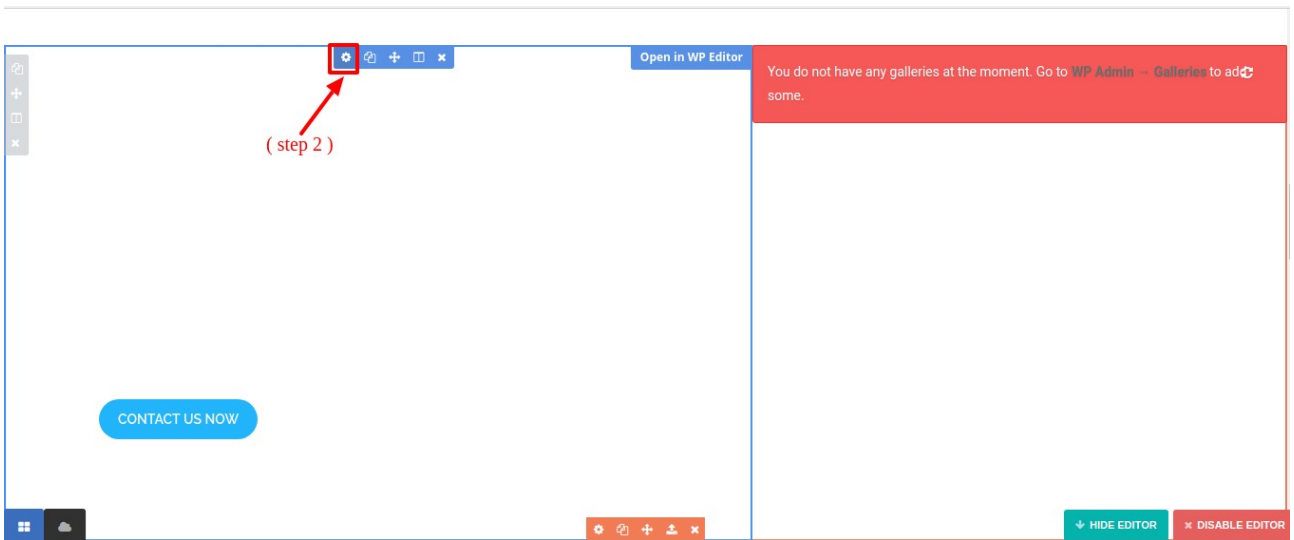 Open in WP Editor
You do not have any galleries at the moment. Go to WP Admin → Galleries to add
some.
( step 2 )
CONTACT US NOW
HIDE EDITOR
DISABLE EDITOR